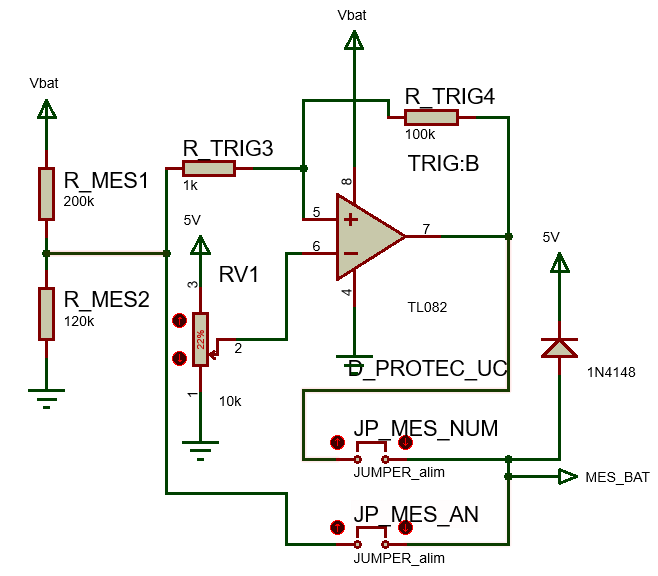 Vbat
Vbat
R_TRIG4
100k
R_TRIG3
1k
TRIG:B
R_MES1
200k
8
5
5V
6
7
5V
RV1
3
4
TL082
R_MES2
120k
22%
2
D_PROTEC_UC
1N4148
1
10k
JP_MES_NUM
JUMPER_alim
MES_BAT
JP_MES_AN
JUMPER_alim